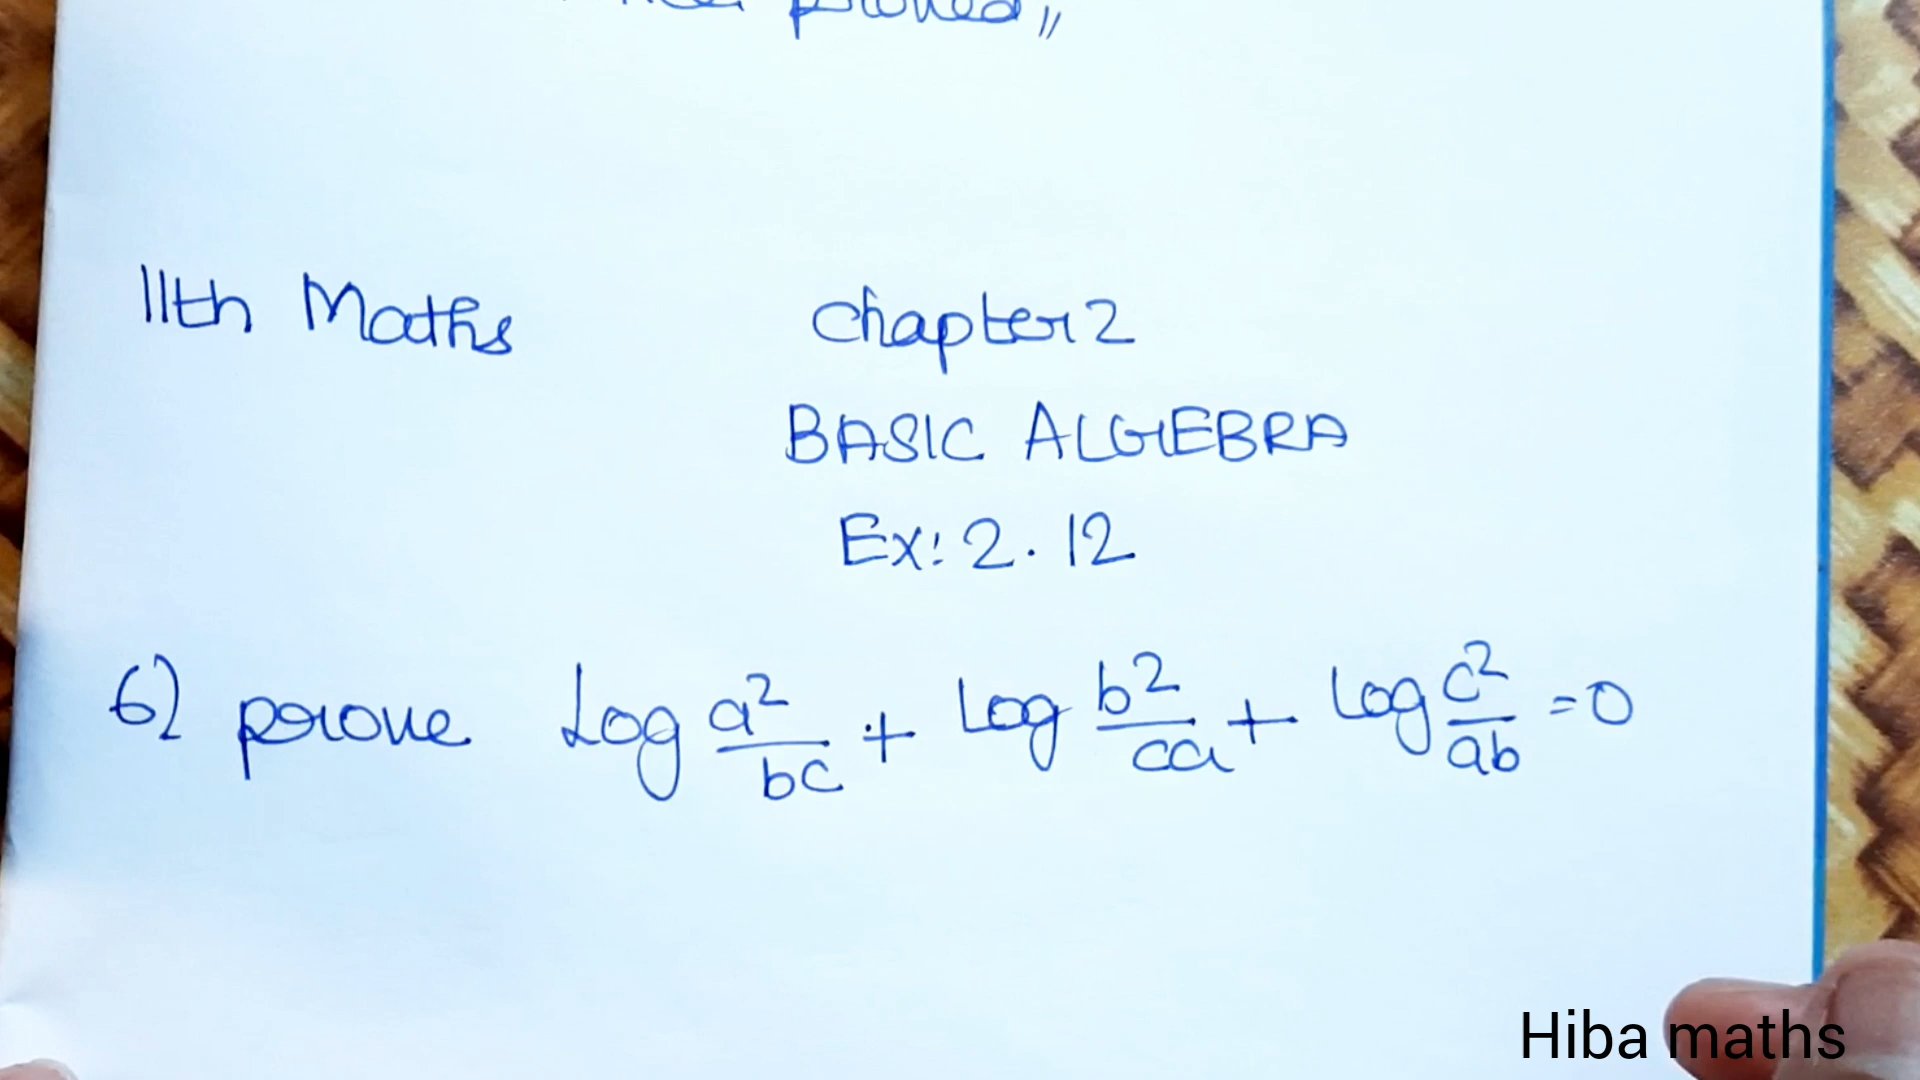 proved,,
11th Maths chapter 2
BASIC ALGEBRA
Ex: 2.12
6) prove Log a²/bc + log b²/ca + log c²/ab = 0
Hiba maths